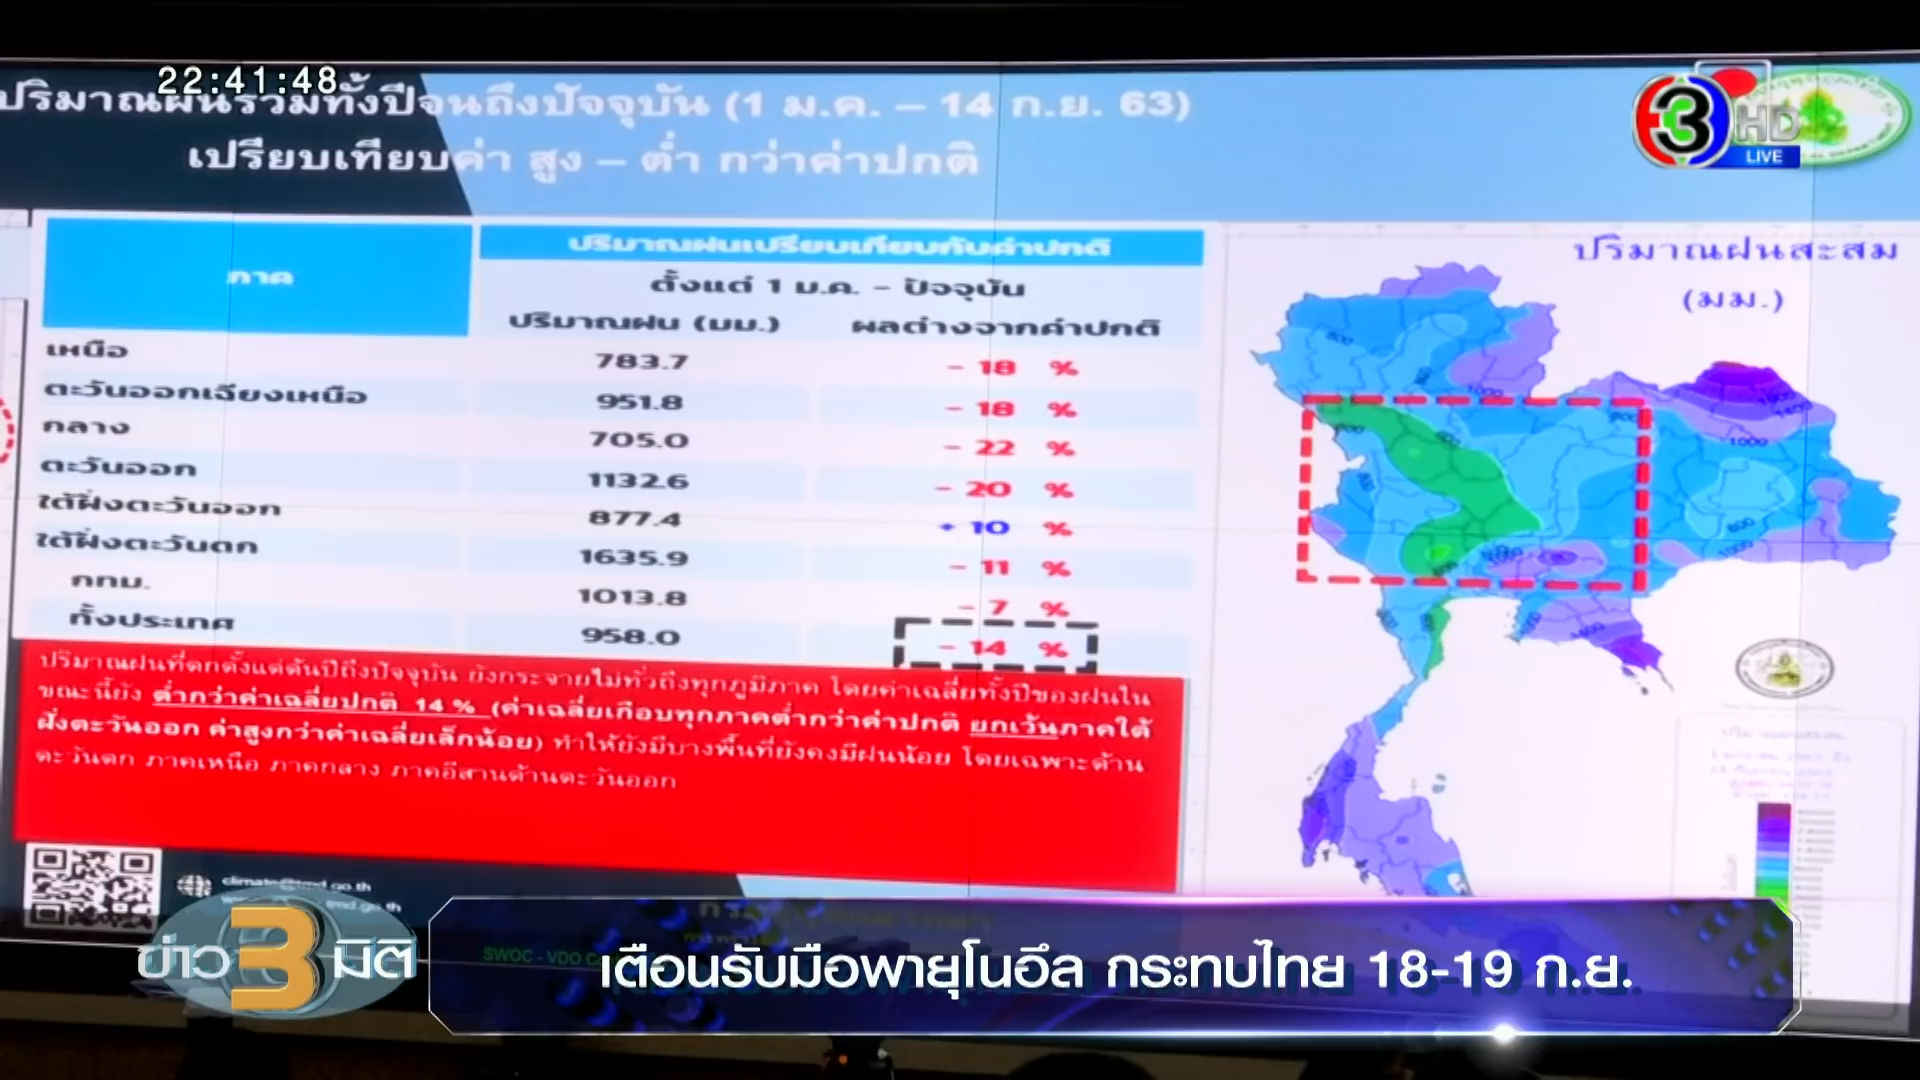 22:41:48
ปริมาณฝนรวมทั้งปีจนถึงปัจจุบัน (1 ม.ค. – 14 ก.ย. 63)
เปรียบเทียบค่า สูง – ต่ำ กว่าค่าปกติ
3 HD
LIVE
ภาค
ปริมาณฝนเปรียบเทียบกับค่าปกติ
ตั้งแต่ 1 ม.ค. - ปัจจุบัน
ปริมาณฝน (มม.) ผลต่างจากค่าปกติ
เหนือ 783.7 - 18 %
ตะวันออกเฉียงเหนือ 951.8 - 18 %
กลาง 705.0 - 22 %
ตะวันออก 1132.6 - 20 %
ใต้ฝั่งตะวันออก 877.4 + 10 %
ใต้ฝั่งตะวันตก 1635.9 - 11 %
กทม. 1013.8 - 7 %
ทั้งประเทศ 958.0 - 14 %
ปริมาณฝนสะสม
(มม.)
ปริมาณฝนที่ตกตั้งแต่ต้นปีถึงปัจจุบัน ยังกระจายไม่ทั่วถึงทุกภูมิภาค โดยค่าเฉลี่ยทั้งปีของฝนใน
ขณะนี้ยัง ต่ำกว่าค่าเฉลี่ยปกติ 14 % (ค่าเฉลี่ยเกือบทุกภาคต่ำกว่าค่าปกติ ยกเว้นภาคใต้
ฝั่งตะวันออก ค่าสูงกว่าค่าเฉลี่ยเล็กน้อย) ทำให้ยังมีบางพื้นที่ยังคงมีฝนน้อย โดยเฉพาะด้าน
ตะวันตก ภาคเหนือ ภาคกลาง ภาคอีสานด้านตะวันออก
climate@tmd.go.th
tmd.go.th
SWOC - VDO
ข่าว 3 มิติ
เตือนรับมือพายุโนอึล กระทบไทย 18-19 ก.ย.